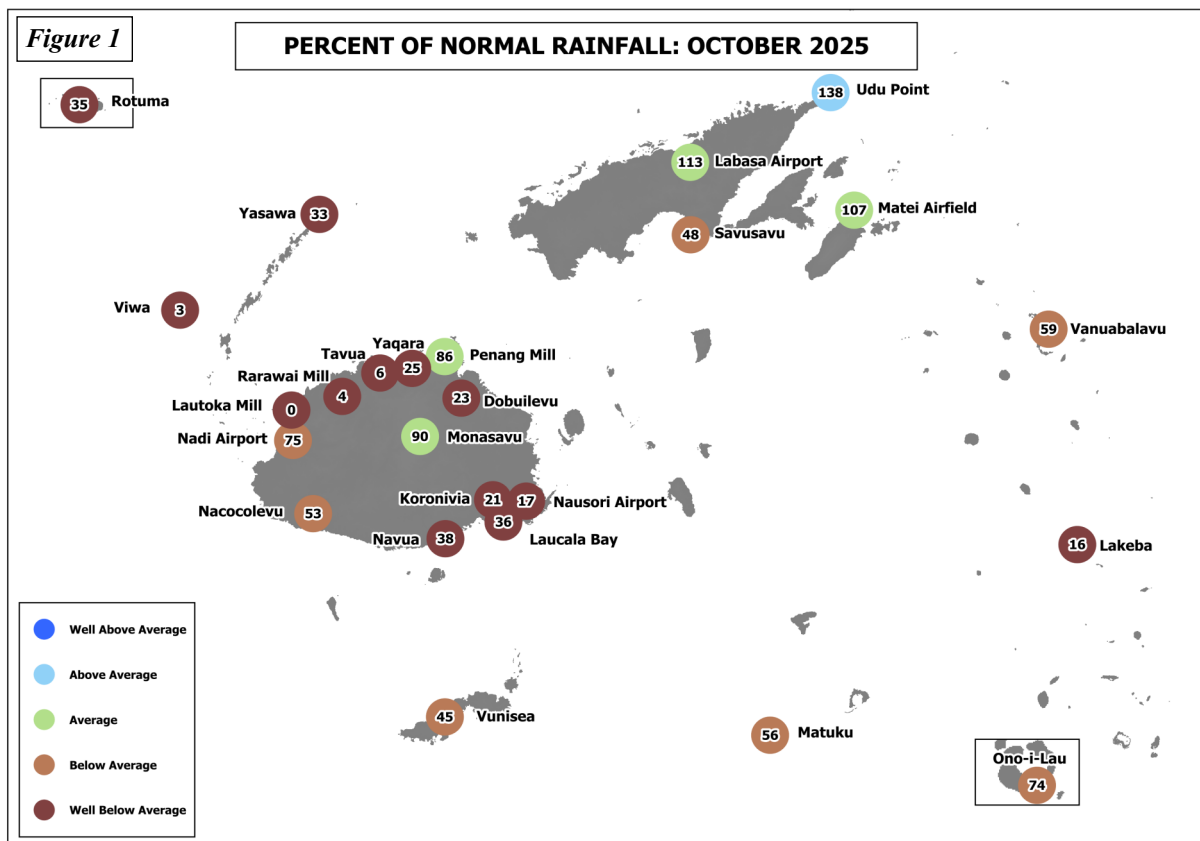 Figure 1
PERCENT OF NORMAL RAINFALL: OCTOBER 2025
35 Rotuma
138 Udu Point
113 Labasa Airport
Yasawa 33
107 Matei Airfield
48 Savusavu
Viwa 3
59 Vanuabalavu
Yaqara 25
86 Penang Mill
Tavua 6
Rarawai Mill 4
23 Dobuilevu
Lautoka Mill 0
Nadi Airport 75
90 Monasavu
Koronivia 21
17 Nausori Airport
Nacocolevu 53
36 Laucala Bay
Navua 38
16 Lakeba
Well Above Average
Above Average
Average
Below Average
Well Below Average
45 Vunisea
56 Matuku
Ono-i-Lau
74